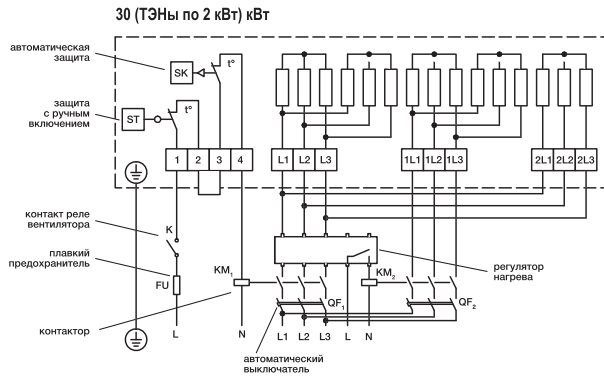 30 (ТЭНы по 2 кВт) кВт
автоматическая
защита
SK
t°
защита
с ручным
включением
ST
t°
1 2 3 4
L1 L2 L3
1L1 1L2 1L3
2L1 2L2 2L3
контакт реле
вентилятора
K
плавкий
предохранитель
FU
KM1
KM2
регулятор
нагрева
QF1
QF2
контактор
L N L1 L2 L3 L N
автоматический
выключатель